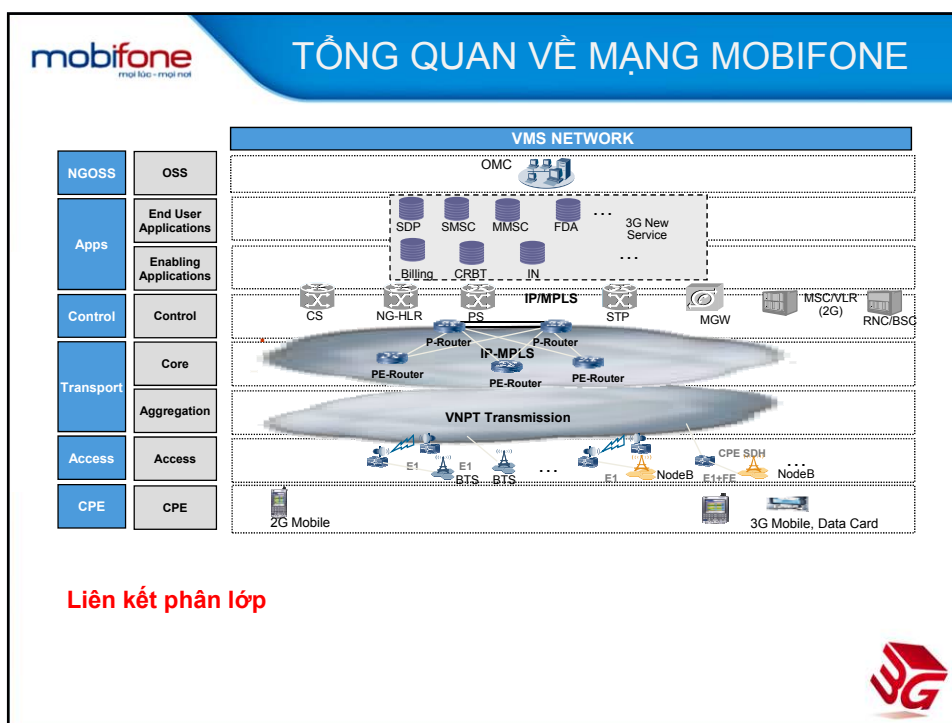 mobifone
mọi lúc - mọi nơi
TỔNG QUAN VỀ MẠNG MOBIFONE
VMS NETWORK
NGOSS
OSS
OMC
Apps
End User
Applications
SDP
SMSC
MMSC
FDA
...
3G New
Service
Enabling
Applications
Billing
CRBT
IN
...
Control
Control
CS
NG-HLR
PS
IP/MPLS
STP
MGW
MSC/VLR
(2G)
RNC/BSC
Transport
Core
*
P-Router
P-Router
IP-MPLS
PE-Router
PE-Router
PE-Router
Aggregation
VNPT Transmission
Access
Access
E1
BTS
E1
BTS
...
E1
NodeB
CPE SDH
E1+FE
...
NodeB
CPE
CPE
2G Mobile
3G Mobile, Data Card
Liên kết phân lớp
3G